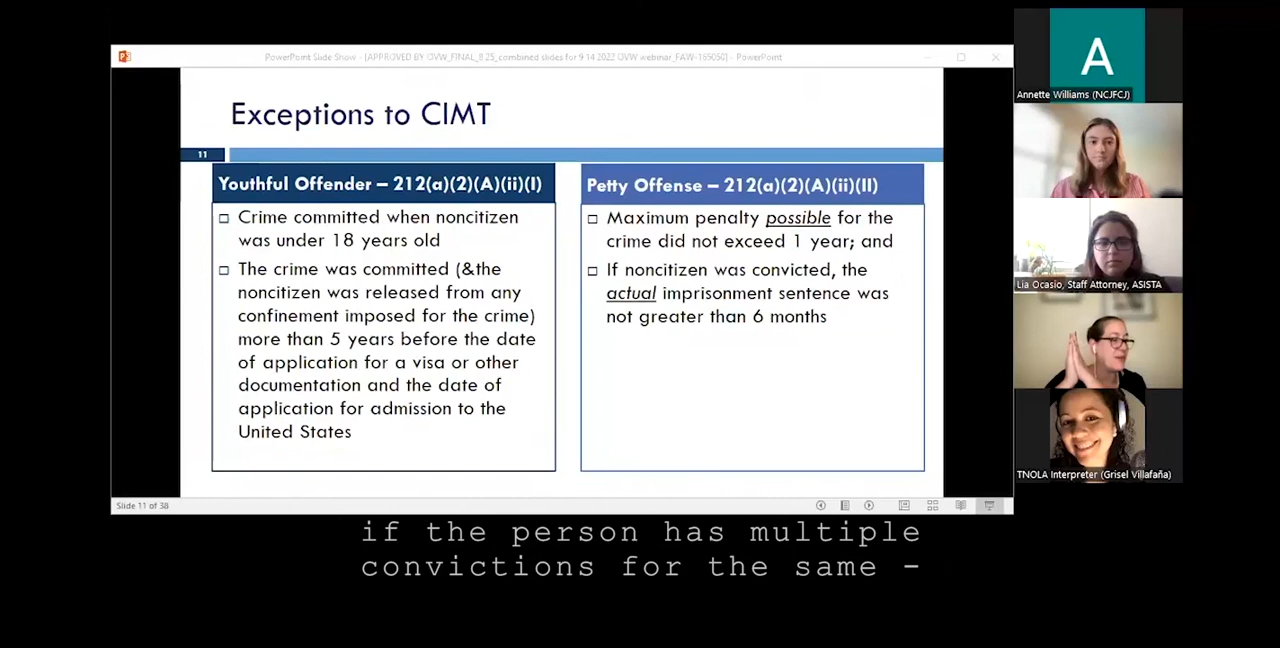 PowerPoint Slide Show - [APPROVED BY OVW_FINAL_8.25_combined slides for 9 14 2022 OVW webinar_FAW-165050] - PowerPoint
Exceptions to CIMT
11
Youthful Offender – 212(a)(2)(A)(ii)(I)
Crime committed when noncitizen
was under 18 years old
The crime was committed (&the
noncitizen was released from any
confinement imposed for the crime)
more than 5 years before the date
of application for a visa or other
documentation and the date of
application for admission to the
United States
Petty Offense – 212(a)(2)(A)(ii)(II)
Maximum penalty possible for the
crime did not exceed 1 year; and
If noncitizen was convicted, the
actual imprisonment sentence was
not greater than 6 months
Slide 11 of 38
if the person has multiple
convictions for the same -
A
Annette Williams (NCJFCJ)
Lia Ocasio, Staff Attorney, ASISTA
TNOLA Interpreter (Grisel Villafaña)